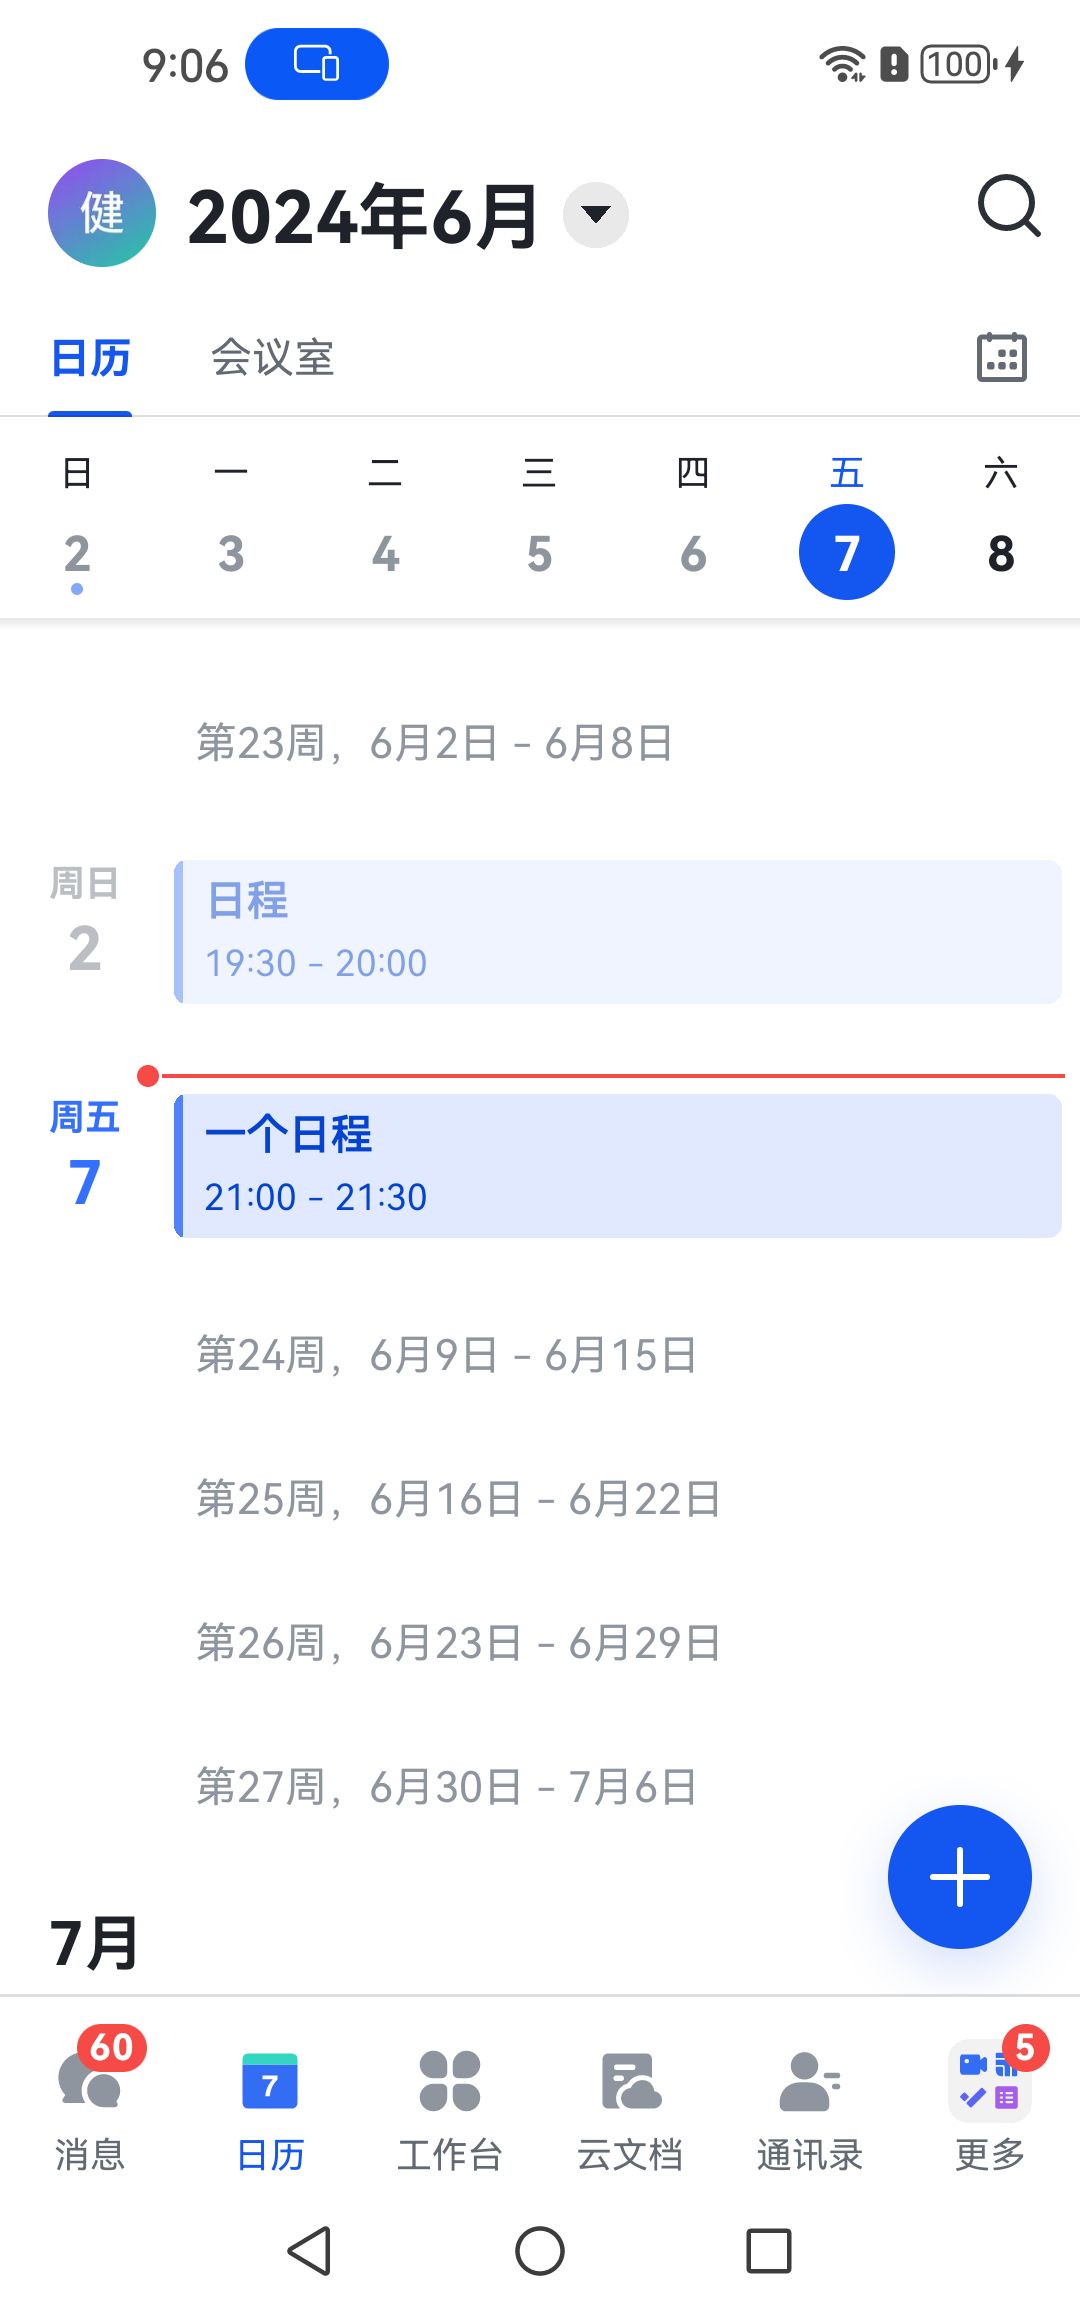 9:06
100
健
2024年6月
日历 会议室
日 一 二 三 四 五 六
2 3 4 5 6 7 8
第23周，6月2日 – 6月8日
周日
2
日程
19:30 – 20:00
周五
7
一个日程
21:00 – 21:30
第24周，6月9日 – 6月15日
第25周，6月16日 – 6月22日
第26周，6月23日 – 6月29日
第27周，6月30日 – 7月6日
7月
60
7
5
消息 日历 工作台 云文档 通讯录 更多